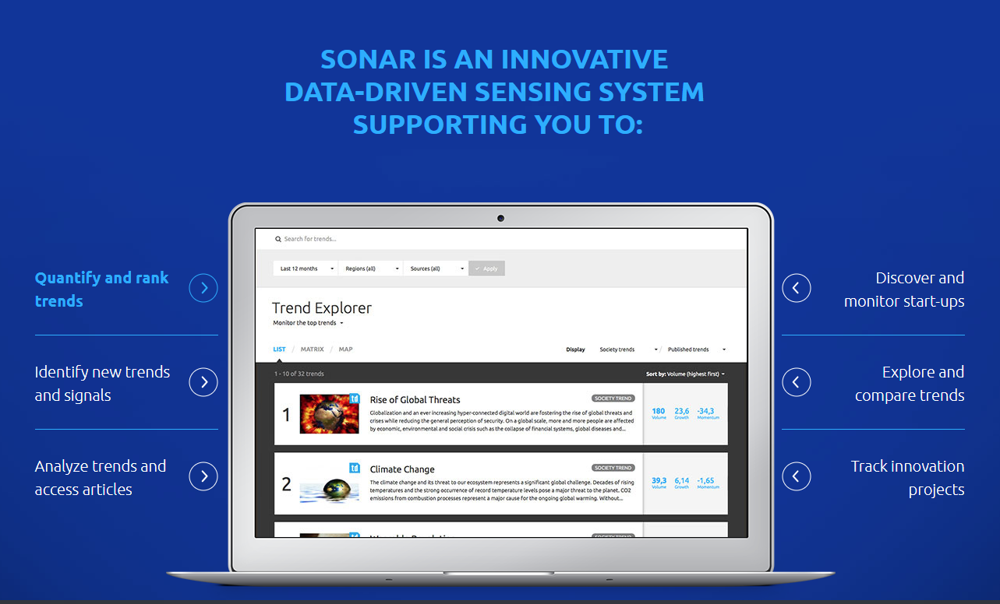 SONAR IS AN INNOVATIVE
DATA-DRIVEN SENSING SYSTEM
SUPPORTING YOU TO:
Quantify and rank
trends
Identify new trends
and signals
Analyze trends and
access articles
Search for trends...
Last 12 months
Regions (all)
Sources (all)
Apply
Trend Explorer
Monitor the top trends
LIST / MATRIX / MAP
Display
Society trends /
Published trends
1 - 10 of 32 trends
Sort by: Volume (highest first)
1
td
Rise of Global Threats
SOCIETY TREND
Globalization and an ever increasing hyper-connected digital world are fostering the rise of global threats and
crises while reducing the general perception of security. On a global scale, more and more people are affected
by economic, environmental and social crisis such as the collapse of financial systems, global diseases and...
180 23,6 -34,3
Volume Growth Momentum
2
td
Climate Change
SOCIETY TREND
The climate change and its threat to our ecosystem represents a significant global challenge. Decades of rising
temperatures and the strong occurrence of record temperature levels pose a major threat to the planet. CO2
emissions from combustion processes represent a major cause for the ongoing global warming. Without...
39,3 6,14 -1,65
Volume Growth Momentum
SOCIETY TREND
Discover and
monitor start-ups
Explore and
compare trends
Track innovation
projects